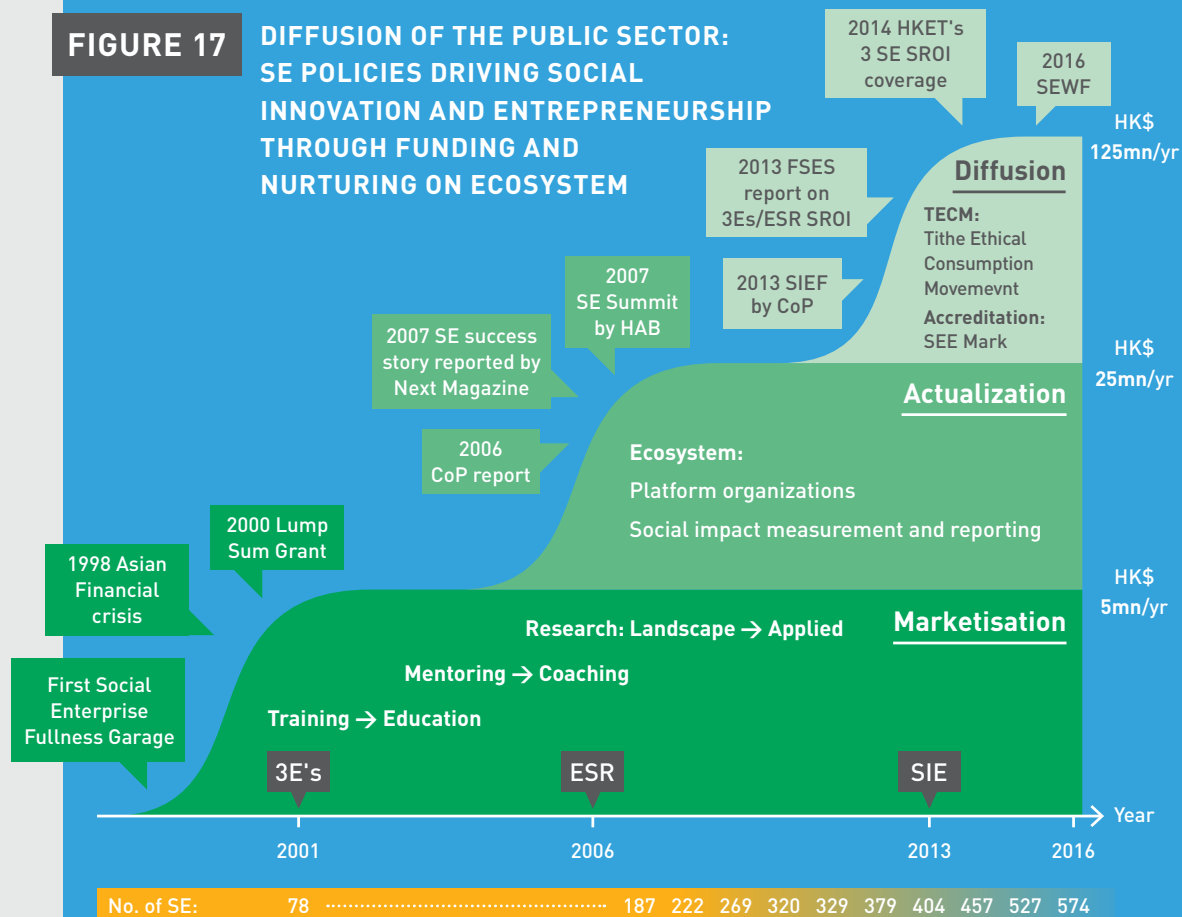 FIGURE 17
DIFFUSION OF THE PUBLIC SECTOR:
SE POLICIES DRIVING SOCIAL
INNOVATION AND ENTREPRENEURSHIP
THROUGH FUNDING AND
NURTURING ON ECOSYSTEM
2014 HKET's
3 SE SROI
coverage
2016
SEWF
HK$
125mn/yr
2013 FSES
report on
3Es/ESR SROI
Diffusion
TECM:
Tithe Ethical
Consumption
Movemevnt
Accreditation:
SEE Mark
2013 SIEF
by CoP
2007
SE Summit
by HAB
2007 SE success
story reported by
Next Magazine
HK$
25mn/yr
Actualization
2006
CoP report
Ecosystem:
Platform organizations
Social impact measurement and reporting
2000 Lump
Sum Grant
1998 Asian
Financial
crisis
HK$
5mn/yr
Marketisation
Research: Landscape → Applied
Mentoring → Coaching
Training → Education
First Social
Enterprise
Fullness Garage
3E's ESR SIE
Year
2001 2006 2013 2016
No. of SE: 78 ........................................ 187 222 269 320 329 379 404 457 527 574